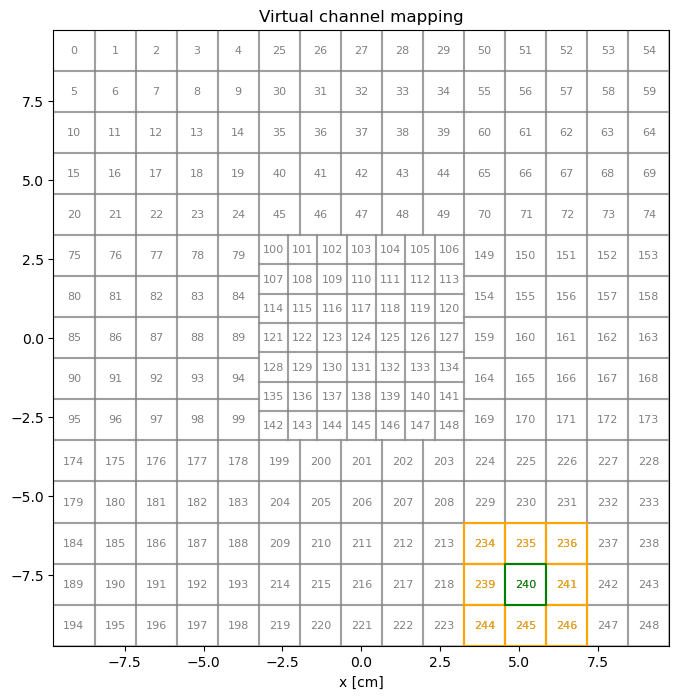 Virtual channel mapping
0 1 2 3 4 25 26 27 28 29 50 51 52 53 54
7.5 5 6 7 8 9 30 31 32 33 34 55 56 57 58 59
10 11 12 13 14 35 36 37 38 39 60 61 62 63 64
5.0 15 16 17 18 19 40 41 42 43 44 65 66 67 68 69
20 21 22 23 24 45 46 47 48 49 70 71 72 73 74
2.5 75 76 77 78 79 100 101 102 103 104 105 106 149 150 151 152 153
107 108 109 110 111 112 113
80 81 82 83 84 114 115 116 117 118 119 120 154 155 156 157 158
0.0 85 86 87 88 89 121 122 123 124 125 126 127 159 160 161 162 163
128 129 130 131 132 133 134
90 91 92 93 94 135 136 137 138 139 140 141 164 165 166 167 168
−2.5 95 96 97 98 99 142 143 144 145 146 147 148 169 170 171 172 173
174 175 176 177 178 199 200 201 202 203 224 225 226 227 228
−5.0 179 180 181 182 183 204 205 206 207 208 229 230 231 232 233
184 185 186 187 188 209 210 211 212 213 234 235 236 237 238
−7.5 189 190 191 192 193 214 215 216 217 218 239 240 241 242 243
194 195 196 197 198 219 220 221 222 223 244 245 246 247 248
−7.5 −5.0 −2.5 0.0 2.5 5.0 7.5
x [cm]